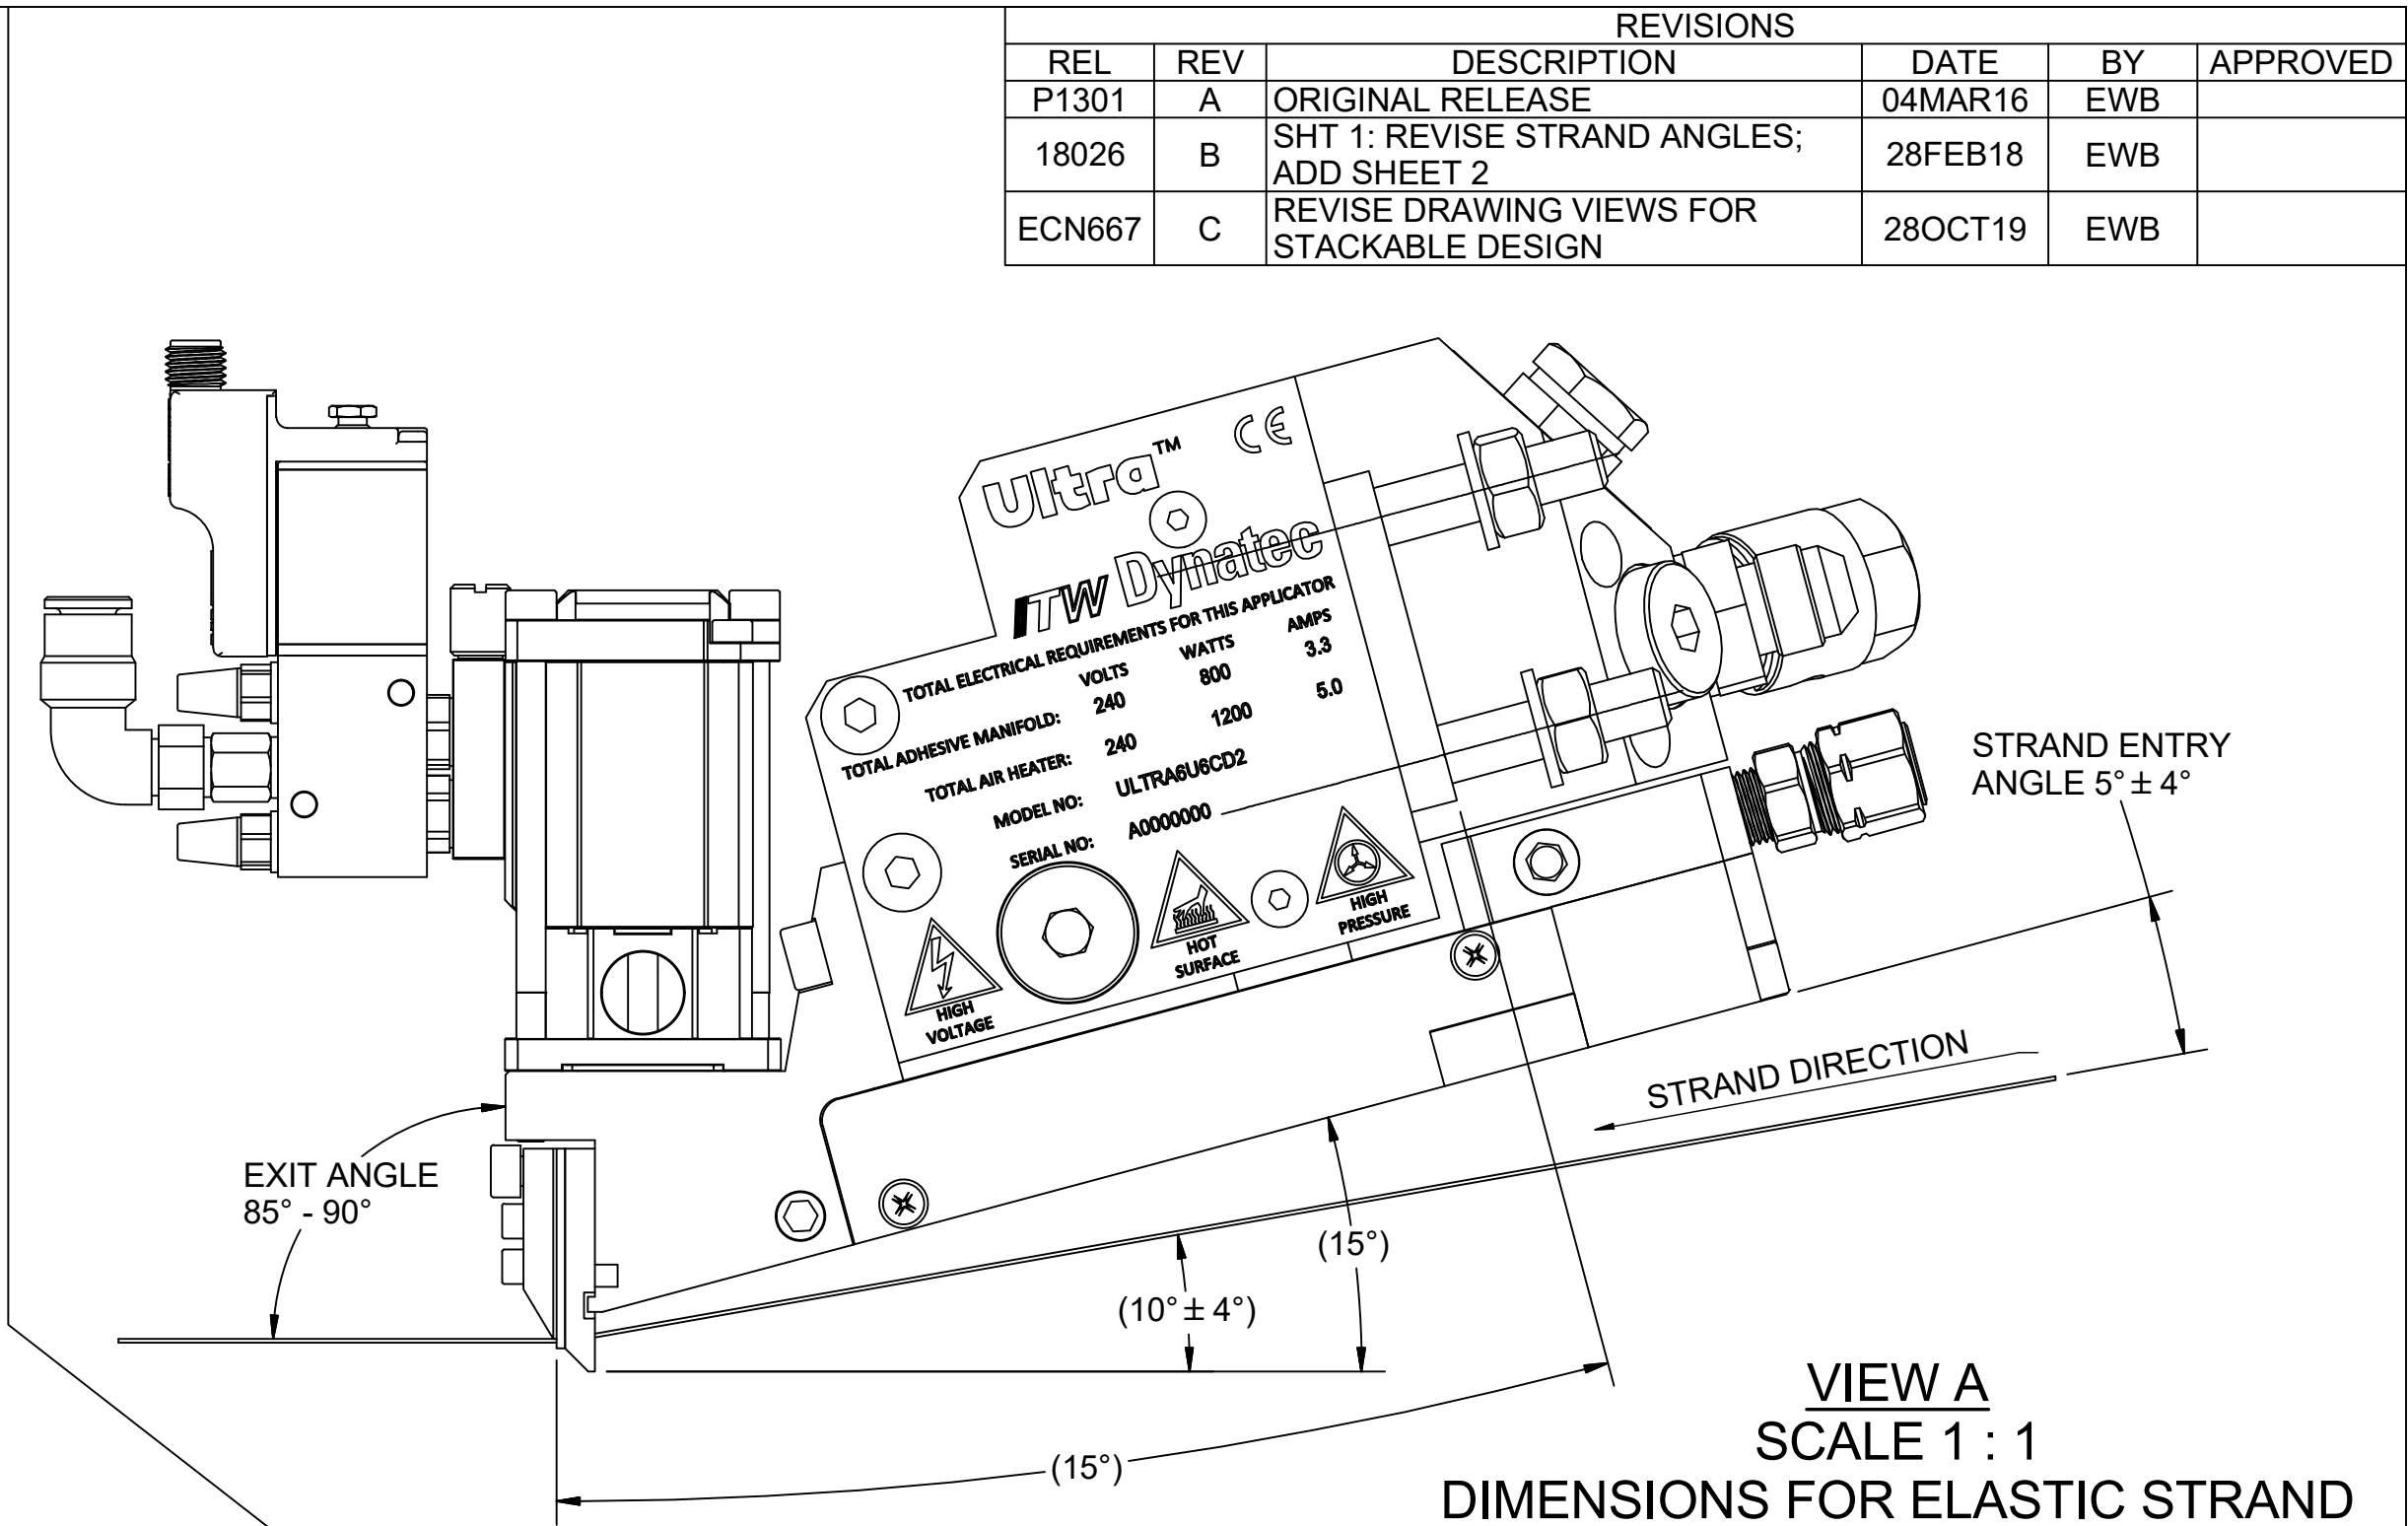 REVISIONS
REL REV DESCRIPTION DATE BY APPROVED
P1301 A ORIGINAL RELEASE 04MAR16 EWB
18026 B SHT 1: REVISE STRAND ANGLES;
ADD SHEET 2 28FEB18 EWB
ECN667 C REVISE DRAWING VIEWS FOR
STACKABLE DESIGN 28OCT19 EWB
Ultra™ CE
ITW Dynatec
TOTAL ELECTRICAL REQUIREMENTS FOR THIS APPLICATOR
VOLTS WATTS AMPS
TOTAL ADHESIVE MANIFOLD: 240 800 3.3
TOTAL AIR HEATER: 240 1200 5.0
MODEL NO: ULTRA6U6CD2
SERIAL NO: A0000000
HIGH
VOLTAGE
HOT
SURFACE
HIGH
PRESSURE
STRAND ENTRY
ANGLE 5° ± 4°
STRAND DIRECTION
EXIT ANGLE
85° - 90°
(15°)
(10° ± 4°)
(15°)
VIEW A
SCALE 1 : 1
DIMENSIONS FOR ELASTIC STRAND